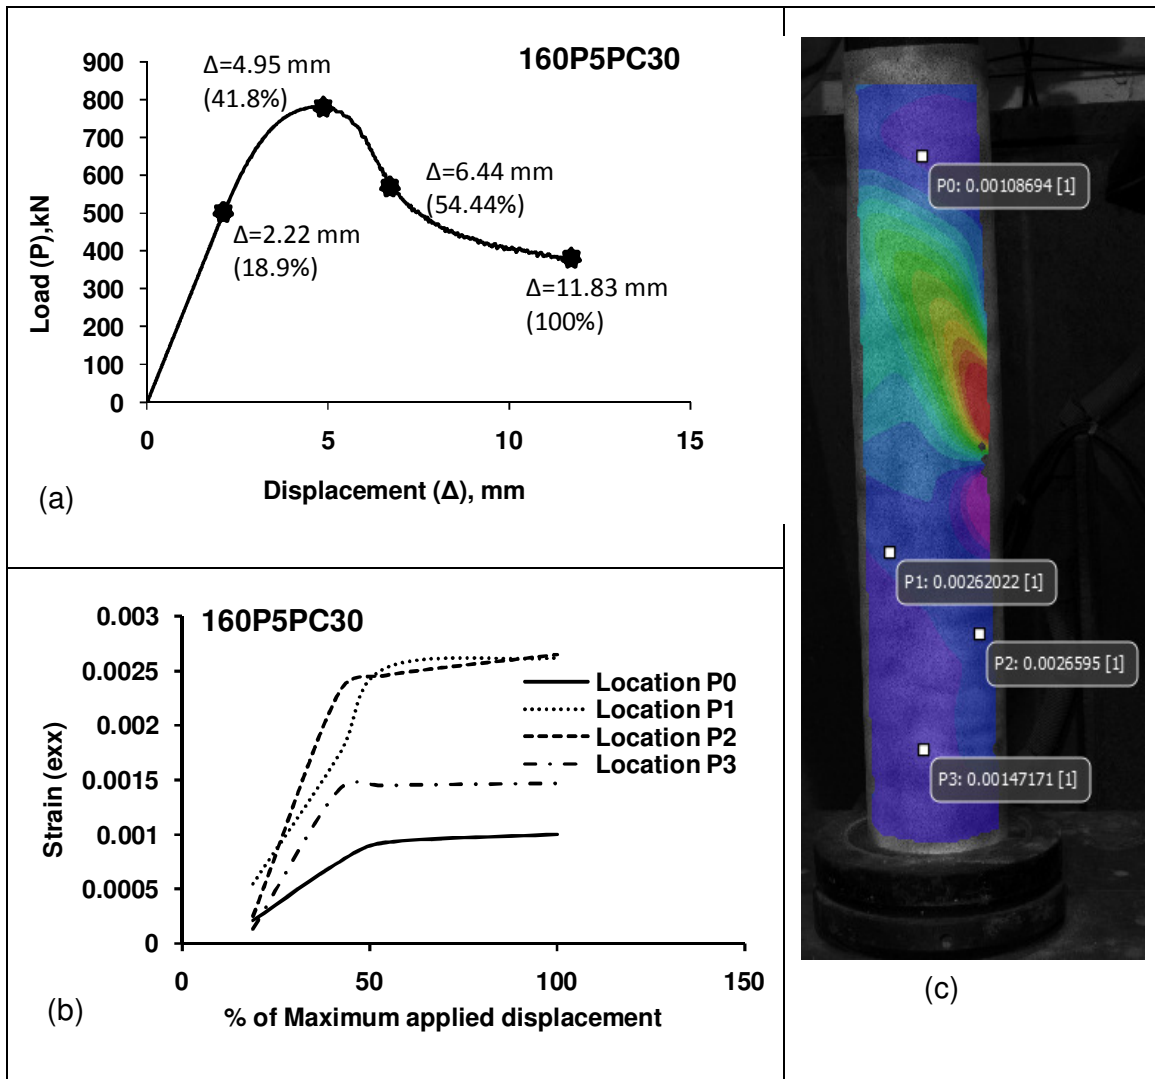 160P5PC30
900
800
700
600
500
400
300
200
100
0
Load (P),kN
Δ=4.95 mm
(41.8%)
Δ=6.44 mm
(54.44%)
Δ=2.22 mm
(18.9%)
Δ=11.83 mm
(100%)
0 5 10 15
Displacement (Δ), mm
(a)
160P5PC30
0.003
0.0025
0.002
0.0015
0.001
0.0005
0
Strain (exx)
Location P0
Location P1
Location P2
Location P3
0 50 100 150
% of Maximum applied displacement
(b)
P0: 0.00108694 [1]
P1: 0.00262022 [1]
P2: 0.0026595 [1]
P3: 0.00147171 [1]
(c)